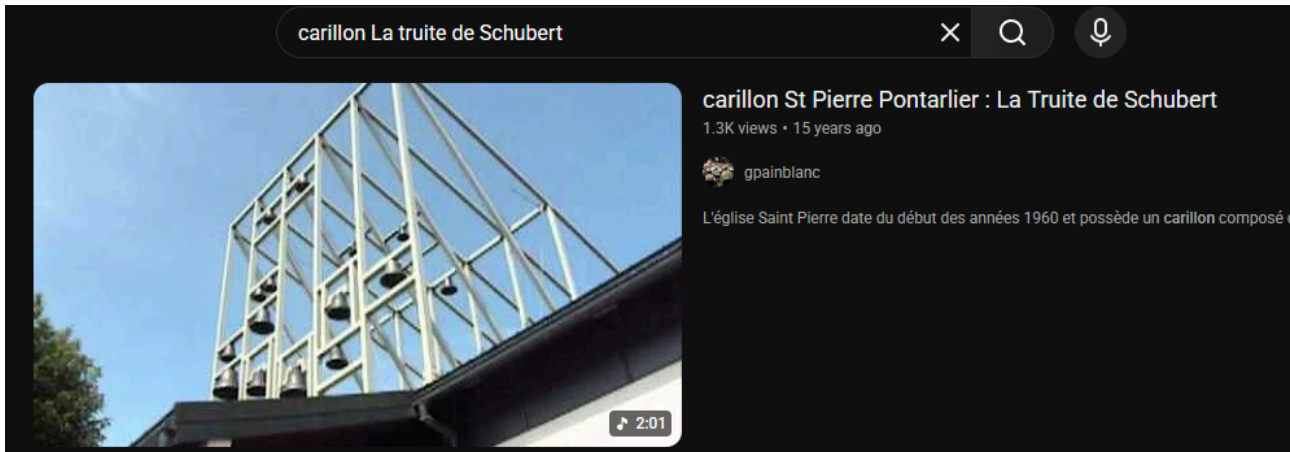 carillon La truite de Schubert
carillon St Pierre Pontarlier : La Truite de Schubert
1.3K views • 15 years ago
gpainblanc
L'église Saint Pierre date du début des années 1960 et possède un carillon composé
2:01